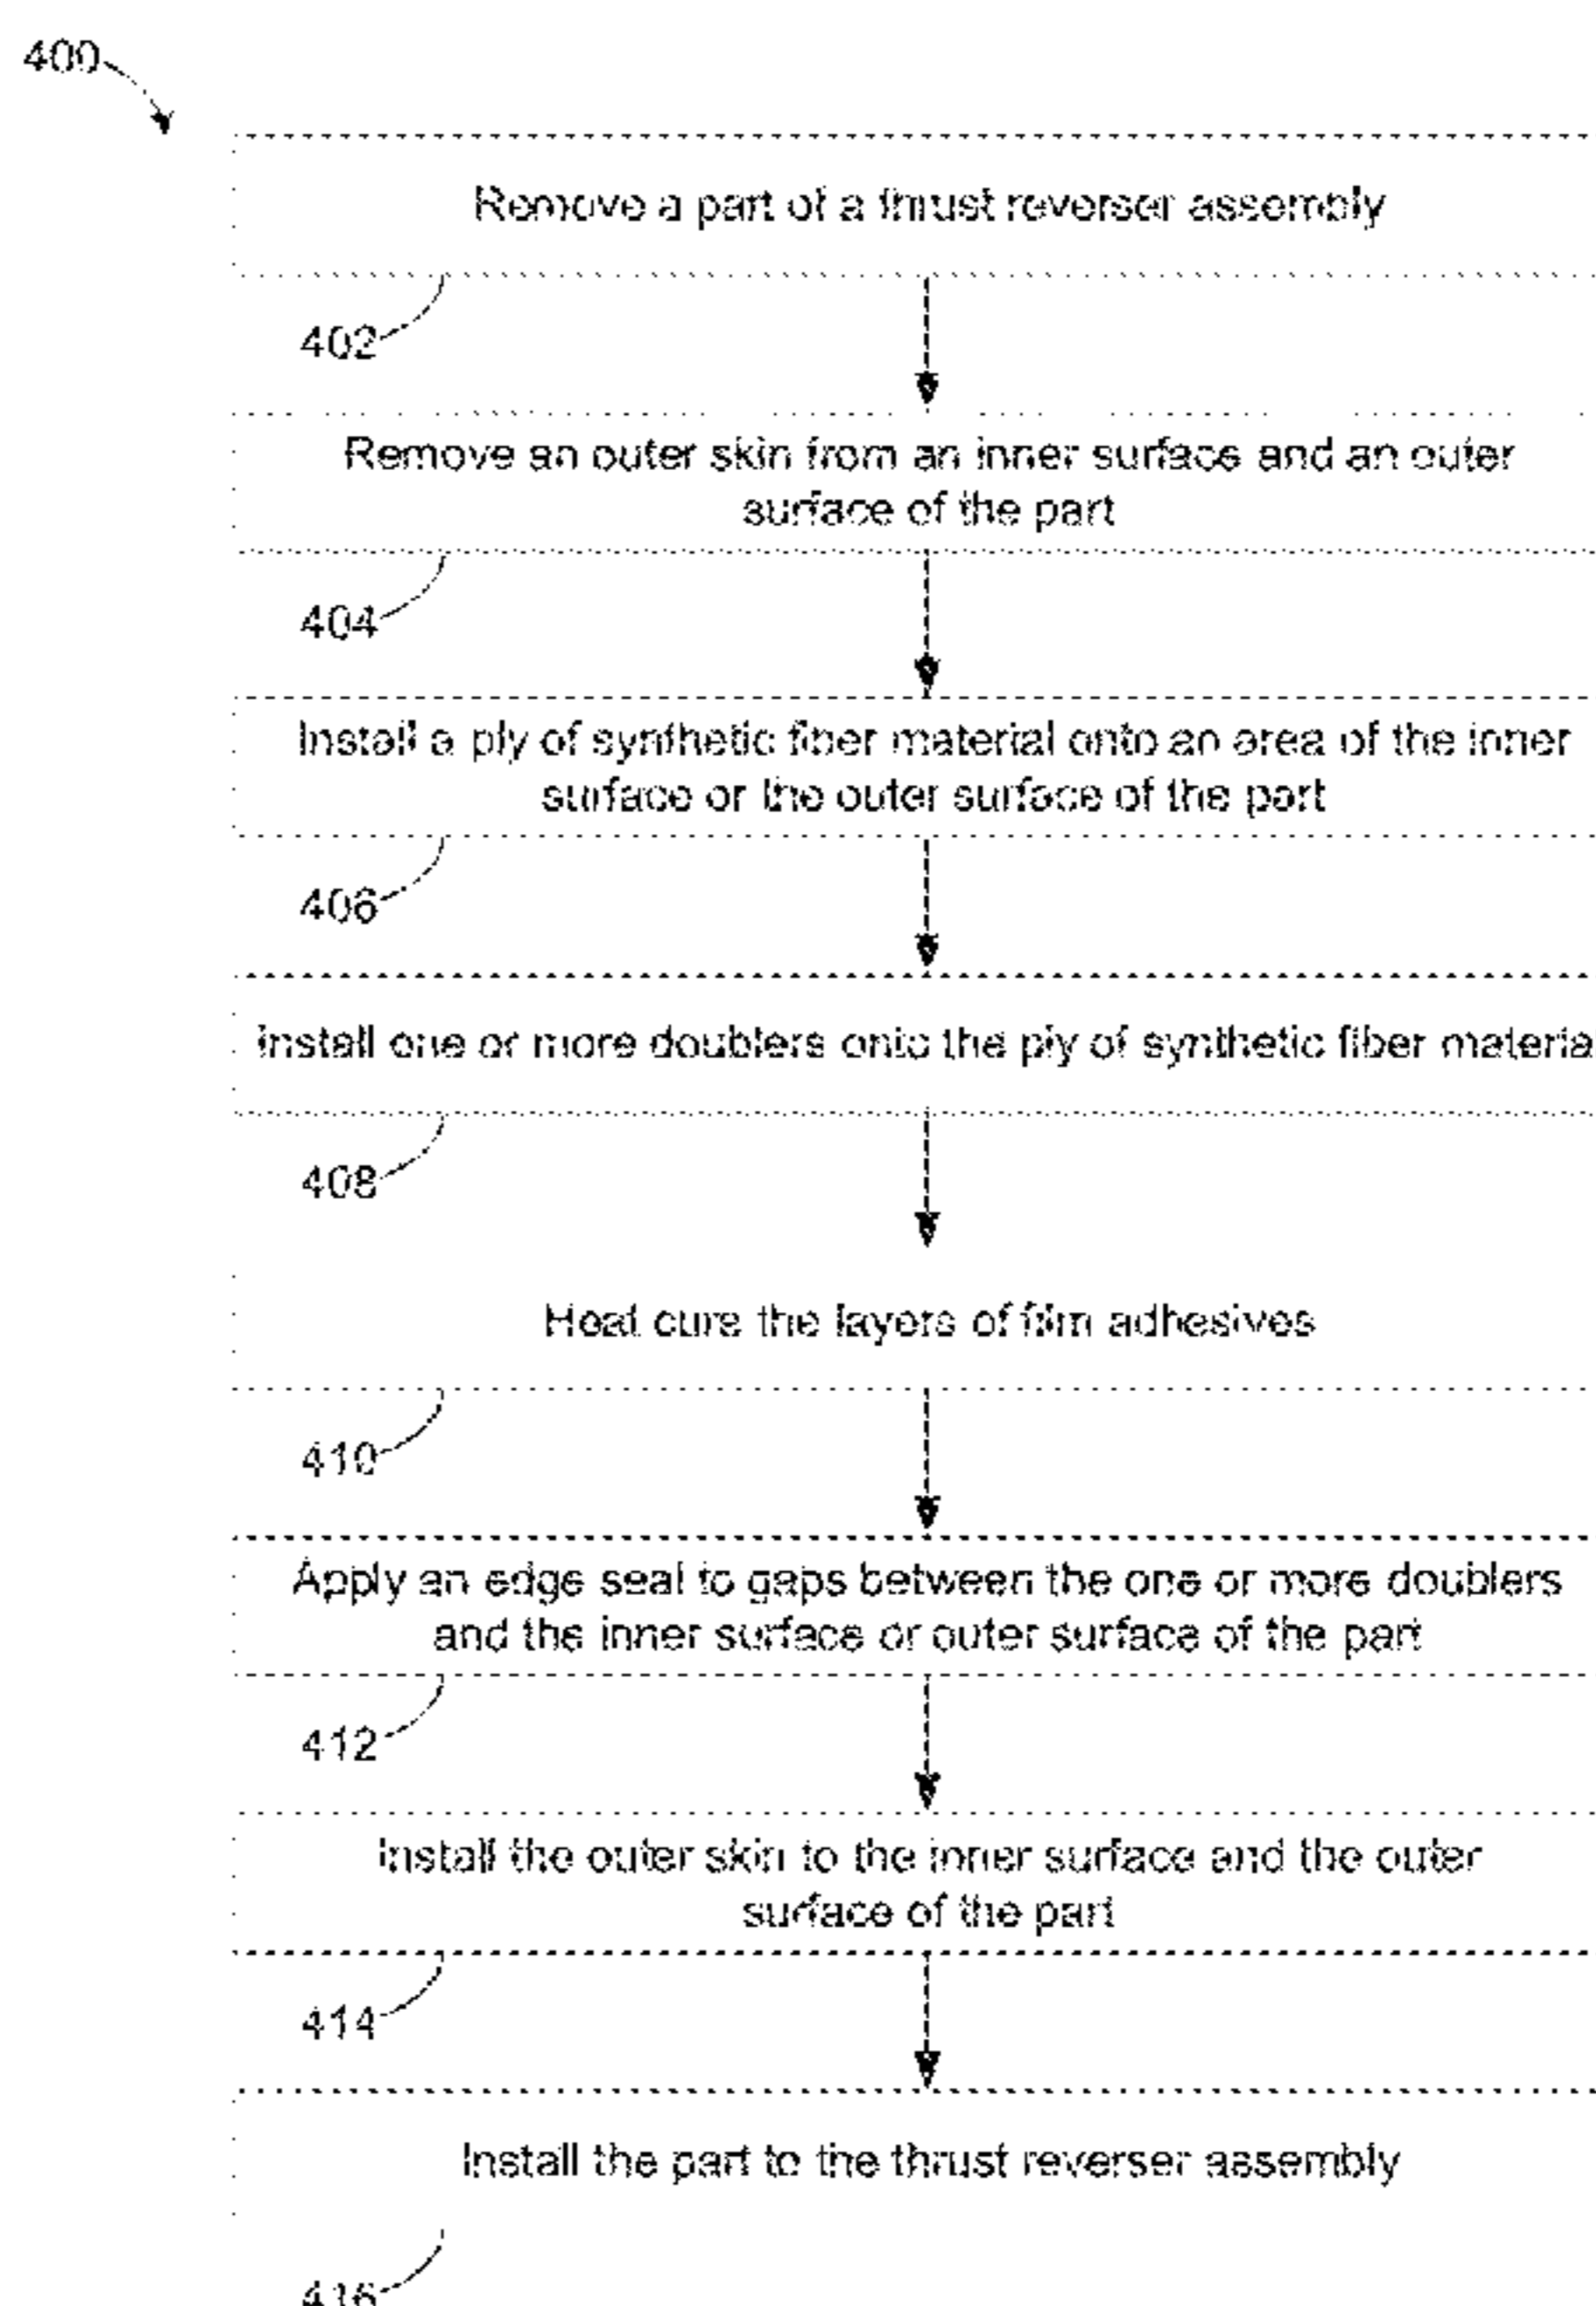 400
Remove a part of a thrust reverser assembly
402
Remove an outer skin from an inner surface and an outer
surface of the part
404
Install a ply of synthetic fiber material onto an area of the inner
surface or the outer surface of the part
406
Install one or more doublers onto the ply of synthetic fiber materia
408
Heat cure the layers of film adhesives
410
Apply an edge seal to gaps between the one or more doublers
and the inner surface or outer surface of the part
412
Install the outer skin to the inner surface and the outer
surface of the part
414
Install the part to the thrust reverser assembly
416